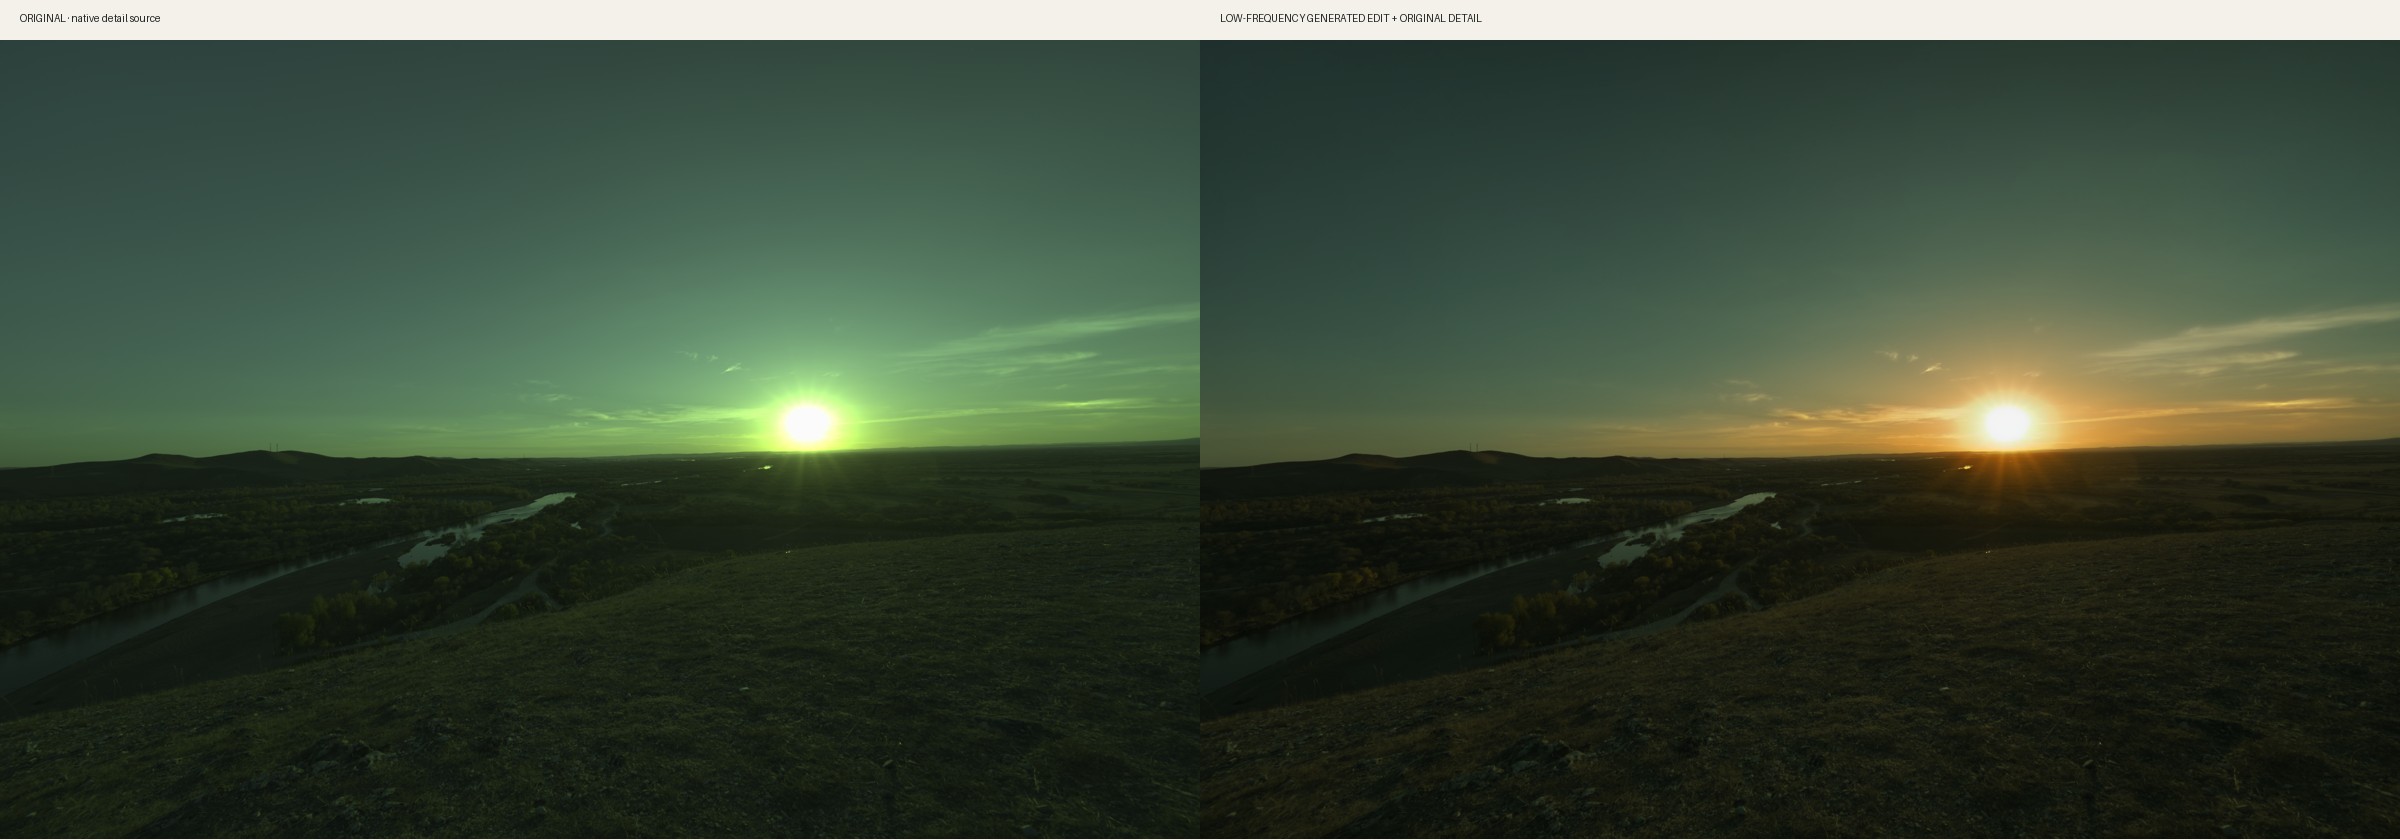 ORIGINAL · native detail source
LOW-FREQUENCY GENERATED EDIT + ORIGINAL DETAIL